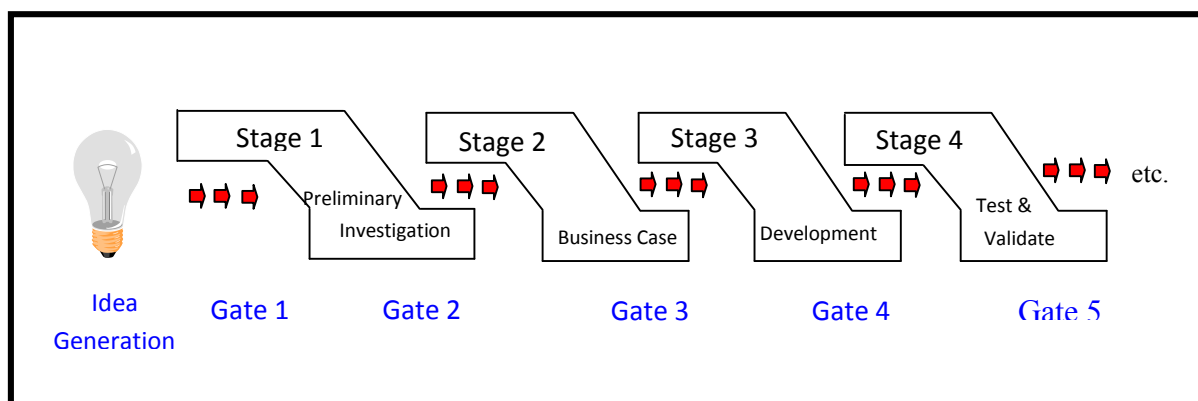 Stage 1
Preliminary
Investigation
Stage 2
Business Case
Stage 3
Development
Stage 4
Test &
Validate
etc.
Idea
Generation
Gate 1
Gate 2
Gate 3
Gate 4
Gate 5